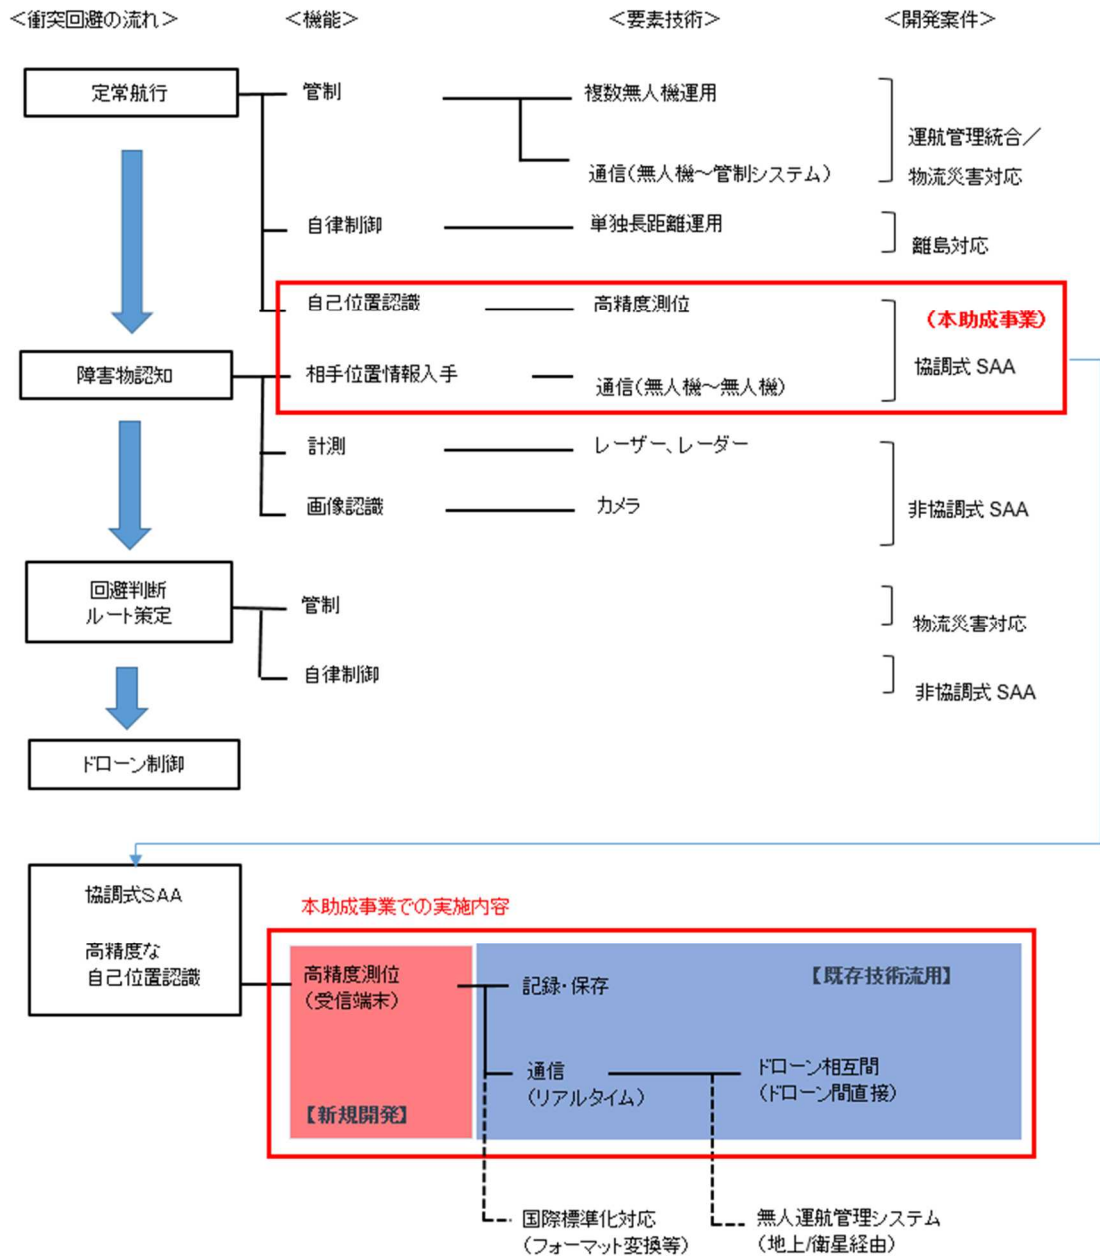 ＜衝突回避の流れ＞ ＜機能＞ ＜要素技術＞ ＜開発案件＞
定常航行 管制 複数無人機運用
運航管理統合／
通信(無人機～管制システム) 物流災害対応
自律制御 単独長距離運用
離島対応
自己位置認識 高精度測位 (本助成事業)
障害物認知 相手位置情報入手 通信(無人機～無人機) 協調式 SAA
計測 レーザー、レーダー
画像認識 カメラ 非協調式 SAA
回避判断
ルート策定
管制 物流災害対応
自律制御 非協調式 SAA
ドローン制御
協調式SAA
高精度な
自己位置認識
本助成事業での実施内容
高精度測位
(受信端末)
【新規開発】
記録・保存 【既存技術流用】
通信
(リアルタイム)
ドローン相互間
(ドローン間直接)
国際標準化対応
(フォーマット変換等)
無人運航管理システム
(地上/衛星経由)